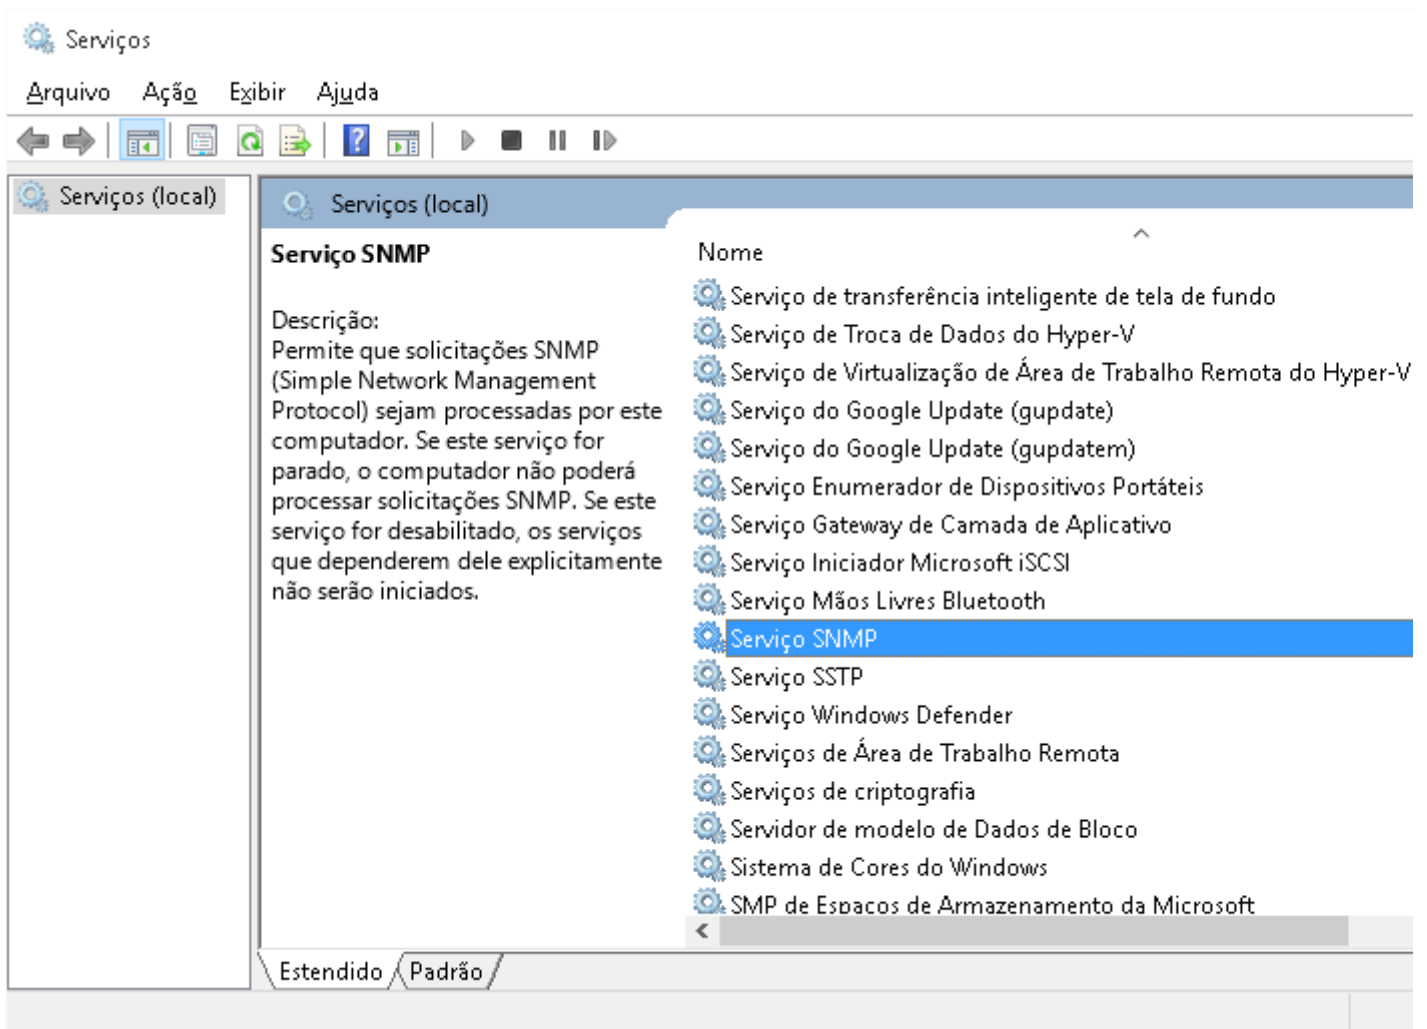 Serviços
Arquivo Ação Exibir Ajuda
Serviços (local)
Serviços (local)
Serviço SNMP
Descrição:
Permite que solicitações SNMP
(Simple Network Management
Protocol) sejam processadas por este
computador. Se este serviço for
parado, o computador não poderá
processar solicitações SNMP. Se este
serviço for desabilitado, os serviços
que dependerem dele explicitamente
não serão iniciados.
Nome
Serviço de transferência inteligente de tela de fundo
Serviço de Troca de Dados do Hyper-V
Serviço de Virtualização de Área de Trabalho Remota do Hyper-V
Serviço do Google Update (gupdate)
Serviço do Google Update (gupdatem)
Serviço Enumerador de Dispositivos Portáteis
Serviço Gateway de Camada de Aplicativo
Serviço Iniciador Microsoft iSCSI
Serviço Mãos Livres Bluetooth
Serviço SNMP
Serviço SSTP
Serviço Windows Defender
Serviços de Área de Trabalho Remota
Serviços de criptografia
Servidor de modelo de Dados de Bloco
Sistema de Cores do Windows
SMP de Espaços de Armazenamento da Microsoft
Estendido Padrão